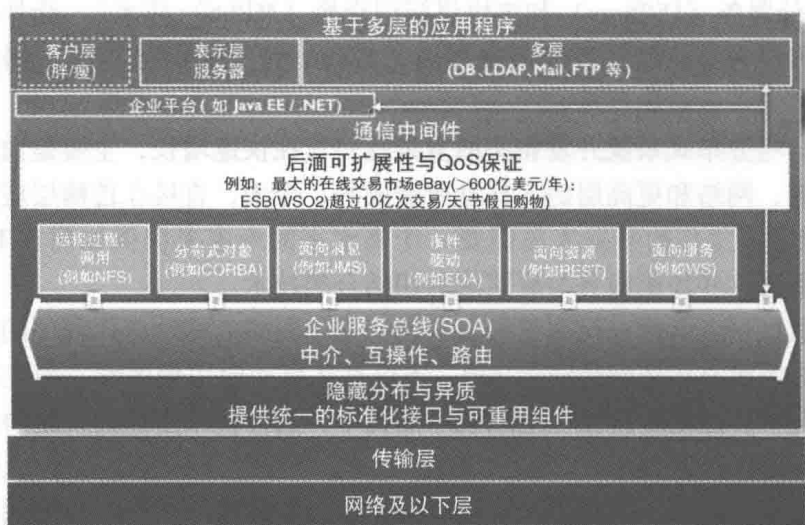 基于多层的应用程序
客户层
(胖/瘦)
表示层
服务器
多层
(DB、LDAP、Mail、FTP 等)
企业平台(如 Java EE / .NET)
通信中间件
后湎可扩展性与QoS保证
例如：最大的在线交易市场eBay(>600亿美元/年)：
ESB(WSO2)超过10亿次交易/天(节假日购物)
远程过程
调用
(例如NFS)
分布式对象
(例如CORBA)
面向消息
(例如JMS)
事件
驱动
(例如EDA)
面向资源
(例如REST)
面向服务
(例如WS)
企业服务总线(SOA)
中介、互操作、路由
隐藏分布与异质
提供统一的标准化接口与可重用组件
传输层
网络及以下层